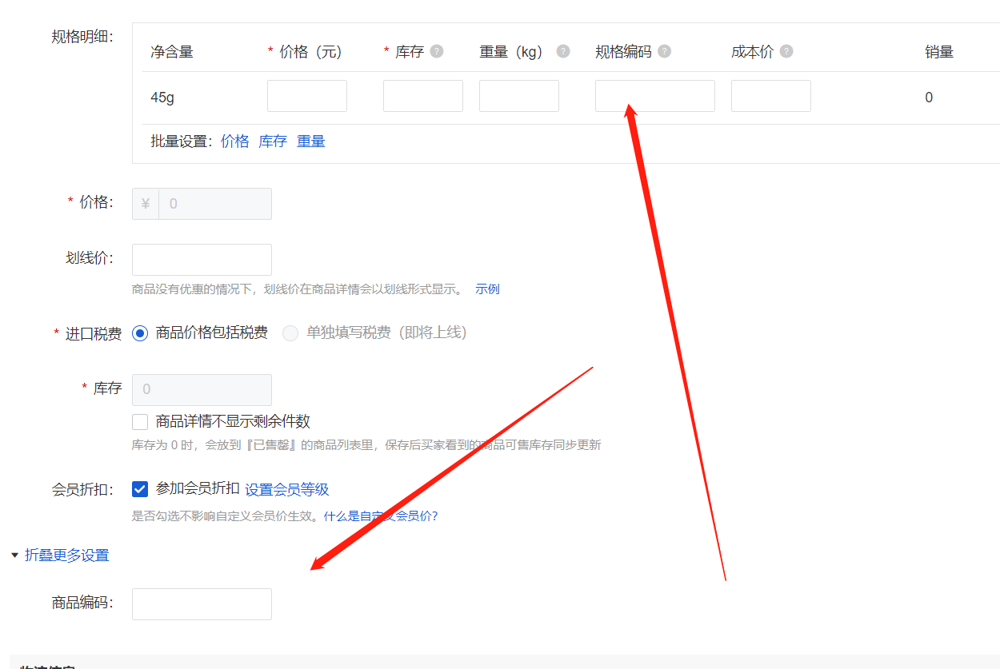 规格明细：
净含量 * 价格（元） * 库存 ? 重量（kg） ? 规格编码 ? 成本价 ? 销量
45g 0
批量设置：价格 库存 重量
* 价格： ¥ 0
划线价：
商品没有优惠的情况下，划线价在商品详情会以划线形式显示。 示例
* 进口税费 商品价格包括税费 单独填写税费（即将上线）
* 库存 0
商品详情不显示剩余件数
库存为 0 时，会放到『已售罄』的商品列表里，保存后买家看到的商品可售库存同步更新
会员折扣： 参加会员折扣 设置会员等级
是否勾选不影响自定义会员价生效。什么是自定义会员价？
折叠更多设置
商品编码：